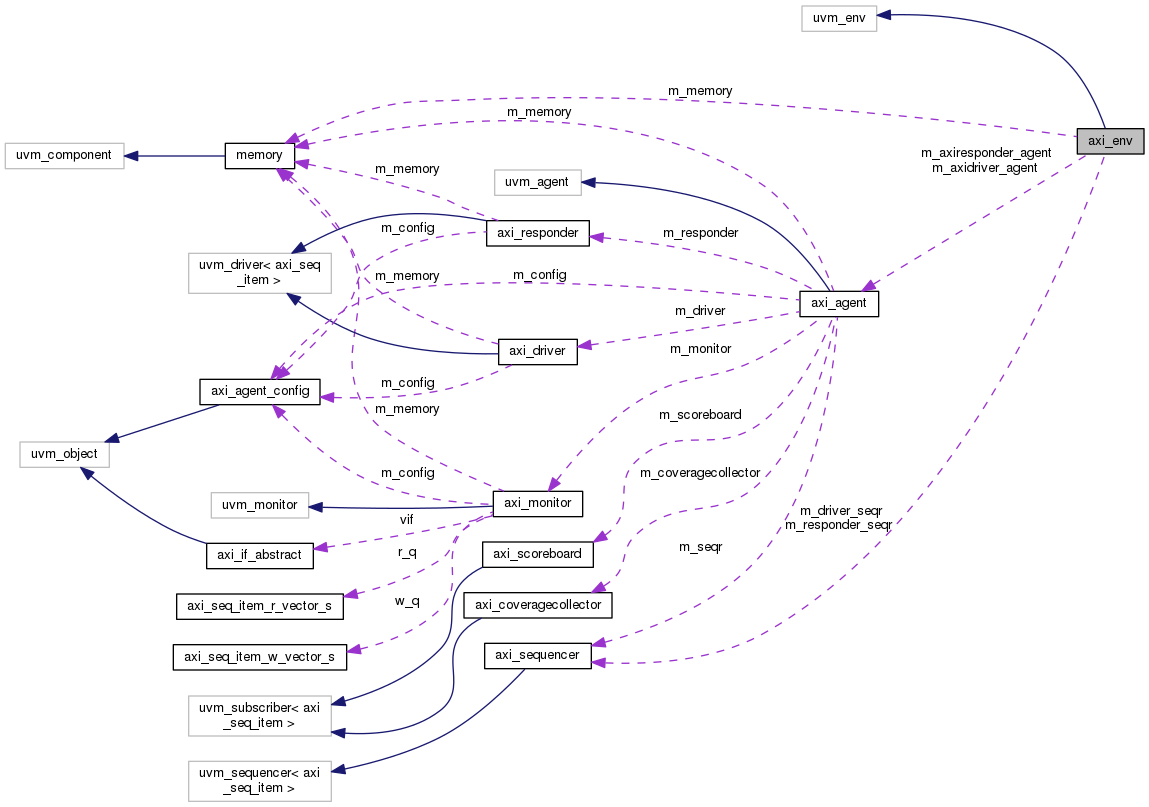 uvm_env
m_memory
m_memory
axi_env
uvm_component
memory
m_axiresponder_agent
m_axidriver_agent
m_memory
uvm_agent
m_config
axi_responder
m_responder
uvm_driver< axi_seq
_item >
m_memory
m_config
axi_agent
m_driver
axi_driver
m_monitor
axi_agent_config
m_config
m_memory
m_scoreboard
uvm_object
m_config
m_coveragecollector
uvm_monitor
axi_monitor
m_driver_seqr
m_responder_seqr
vif
axi_if_abstract
r_q
axi_scoreboard
m_seqr
axi_seq_item_r_vector_s
w_q
axi_coveragecollector
axi_seq_item_w_vector_s
axi_sequencer
uvm_subscriber< axi
_seq_item >
uvm_sequencer< axi
_seq_item >